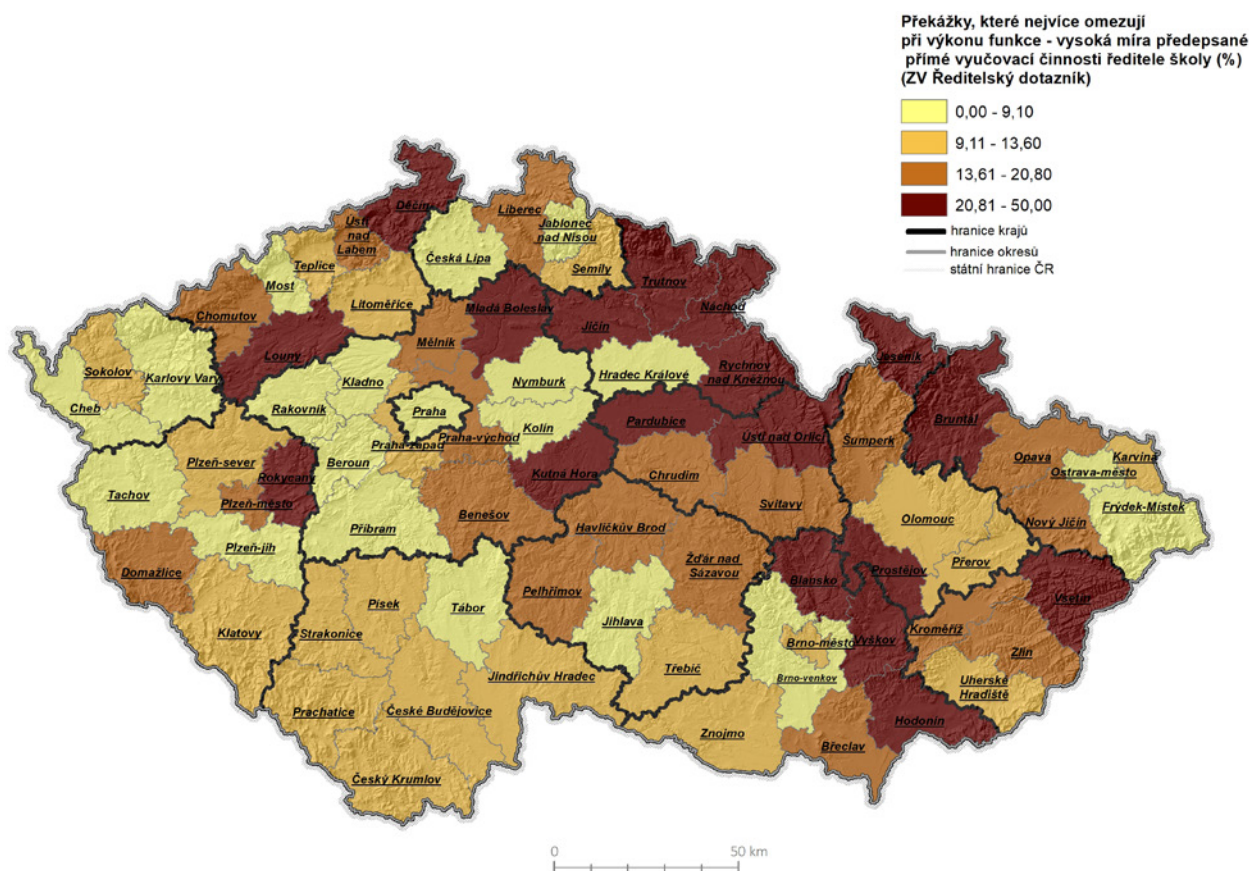 Překážky, které nejvíce omezují
při výkonu funkce - vysoká míra předepsané
přímé vyučovací činnosti ředitele školy (%)
(ZV Ředitelský dotazník)
0,00 - 9,10
9,11 - 13,60
13,61 - 20,80
20,81 - 50,00
hranice krajů
hranice okresů
státní hranice ČR
Děčín
Liberec
Ústí
nad
Labem
Jablonec
nad Nisou
Česká Lípa
Teplice
Semily
Most
Trutnov
Litoměřice
Náchod
Mladá Boleslav
Chomutov
Jičín
Louny
Mělník
Jeseník
Sokolov
Karlovy Vary
Kladno
Nymburk
Hradec Králové
Rychnov
nad Kněžnou
Cheb
Rakovník
Praha
Kolín
Pardubice
Bruntál
Praha-západ
Praha-východ
Ústí nad Orlicí
Šumperk
Plzeň-sever
Beroun
Opava
Karviná
Ostrava-město
Rokycany
Kutná Hora
Chrudim
Tachov
Plzeň-město
Svitavy
Olomouc
Frýdek-Místek
Příbram
Benešov
Havlíčkův Brod
Nový Jičín
Plzeň-jih
Žďár nad
Sázavou
Domažlice
Přerov
Prostějov
Blansko
Vsetín
Pelhřimov
Písek
Tábor
Jihlava
Kroměříž
Klatovy
Strakonice
Brno-město
Vyškov
Zlín
Třebíč
Jindřichův Hradec
Brno-venkov
Uherské
Hradiště
Prachatice
České Budějovice
Znojmo
Hodonín
Břeclav
Český Krumlov
0
50 km